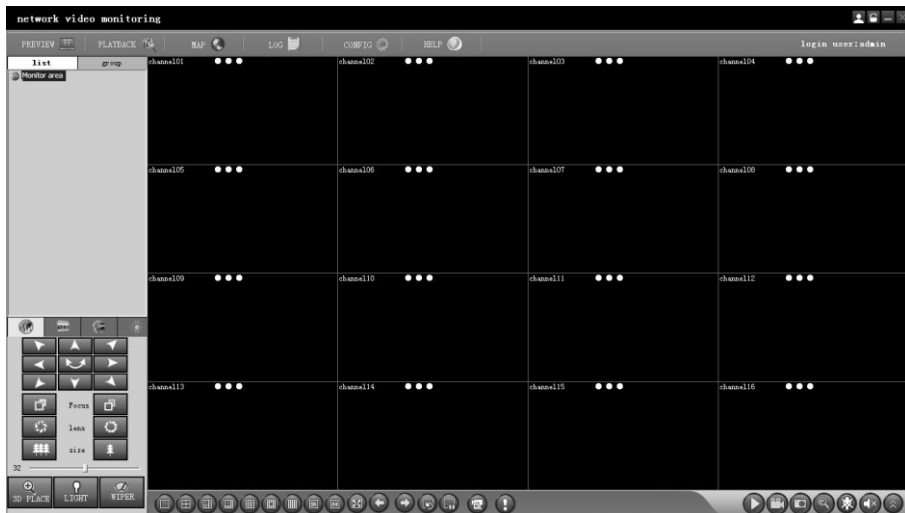 network video monitoring
PREVIEW PLAYBACK MAP LOG CONFIG HELP login user:admin
list group
Monitor area
channel01 channel02 channel03 channel04
channel05 channel06 channel07 channel08
channel09 channel10 channel11 channel12
channel13 channel14 channel15 channel16
Focus
lens
size
32
3D PLACE LIGHT WIPER